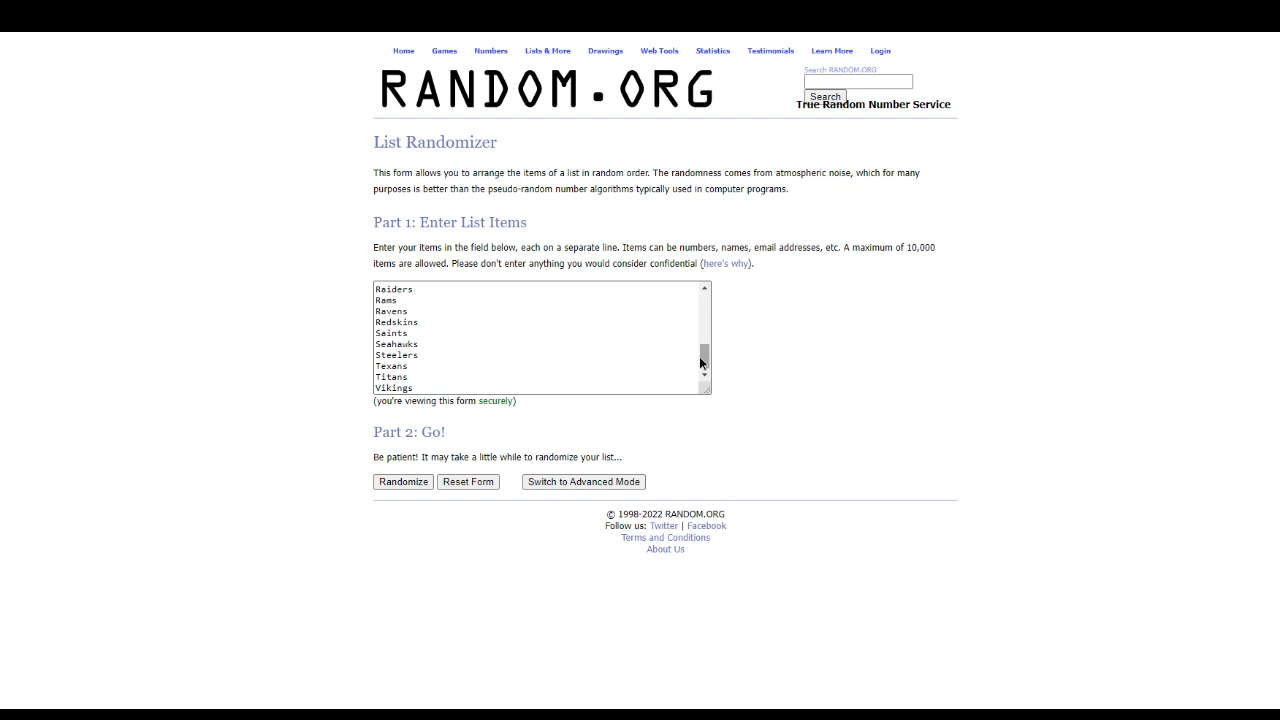 Home Games Numbers Lists & More Drawings Web Tools Statistics Testimonials Learn More Login
RANDOM.ORG
Search RANDOM.ORG
Search
True Random Number Service
List Randomizer
This form allows you to arrange the items of a list in random order. The randomness comes from atmospheric noise, which for many
purposes is better than the pseudo-random number algorithms typically used in computer programs.
Part 1: Enter List Items
Enter your items in the field below, each on a separate line. Items can be numbers, names, email addresses, etc. A maximum of 10,000
items are allowed. Please don't enter anything you would consider confidential (here's why).
Raiders
Rams
Ravens
Redskins
Saints
Seahawks
Steelers
Texans
Titans
Vikings
(you're viewing this form securely)
Part 2: Go!
Be patient! It may take a little while to randomize your list...
Randomize Reset Form Switch to Advanced Mode
© 1998-2022 RANDOM.ORG
Follow us: Twitter | Facebook
Terms and Conditions
About Us